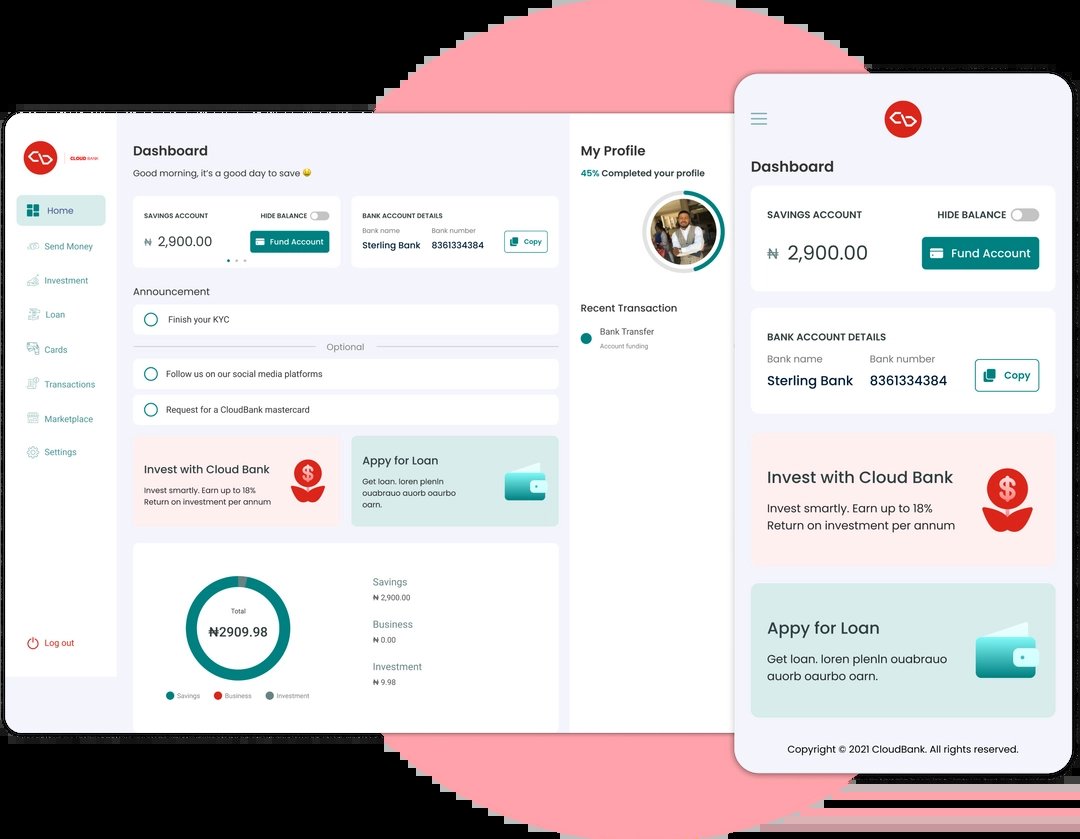 CLOUD BANK
Home
Send Money
Investment
Loan
Cards
Transactions
Marketplace
Settings
Log out
Dashboard
Good morning, it's a good day to save
SAVINGS ACCOUNT
HIDE BALANCE
₦ 2,900.00
Fund Account
BANK ACCOUNT DETAILS
Bank name
Bank number
Sterling Bank
8361334484
Copy
Announcement
Finish your KYC
Optional
Follow us on our social media platforms
Request for a CloudBank mastercard
Invest with Cloud Bank
Invest smartly. Earn up to 18%
Return on investment per annum
Appy for Loan
Get loan. loren plenln
ouabrauo auorb oaurbo
oarn.
Total
₦2909.98
Savings
Business
Investment
Savings
₦ 2,900.00
Business
₦ 0.00
Investment
₦ 9.98
My Profile
45% Completed your profile
Recent Transaction
Bank Transfer
Account funding
Dashboard
SAVINGS ACCOUNT
HIDE BALANCE
₦ 2,900.00
Fund Account
BANK ACCOUNT DETAILS
Bank name
Bank number
Sterling Bank
8361334484
Copy
Invest with Cloud Bank
Invest smartly. Earn up to 18%
Return on investment per annum
Appy for Loan
Get loan. loren plenln ouabrauo
auorb oaurbo oarn.
Copyright © 2021 CloudBank. All rights reserved.